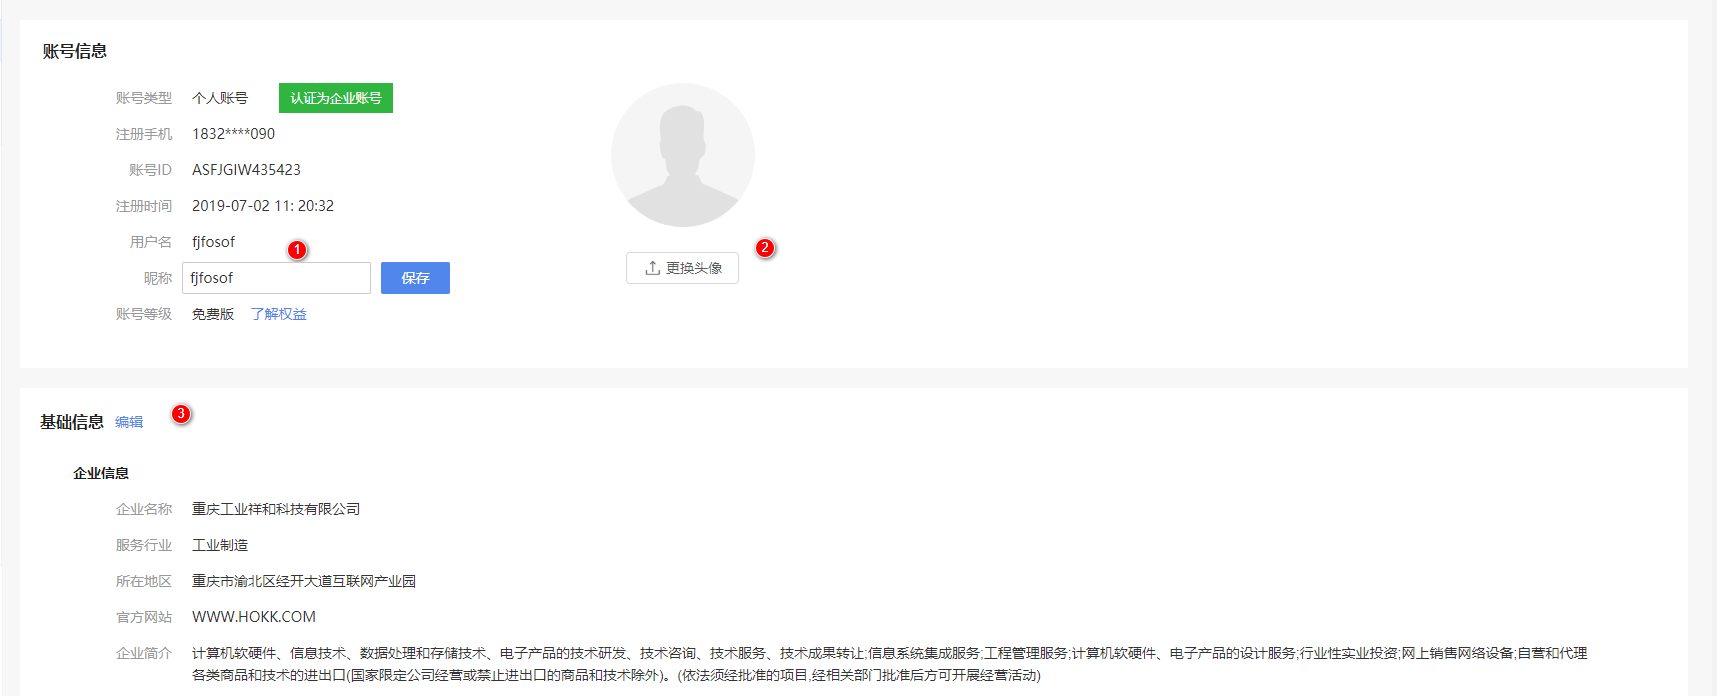 账号信息
账号类型 个人账号 认证为企业账号
注册手机 1832****090
账号ID ASFJGIW435423
注册时间 2019-07-02 11: 20:32
用户名 fjfosof
1
2
昵称 fjfosof 保存
更换头像
账号等级 免费版 了解权益
基础信息 编辑 3
企业信息
企业名称 重庆工业祥和科技有限公司
服务行业 工业制造
所在地区 重庆市渝北区经开大道互联网产业园
官方网站 WWW.HOKK.COM
企业简介 计算机软硬件、信息技术、数据处理和存储技术、电子产品的技术研发、技术咨询、技术服务、技术成果转让;信息系统集成服务;工程管理服务;计算机软硬件、电子产品的设计服务;行业性实业投资;网上销售网络设备;自营和代理
各类商品和技术的进出口(国家限定公司经营或禁止进出口的商品和技术除外)。(依法须经批准的项目,经相关部门批准后方可开展经营活动)